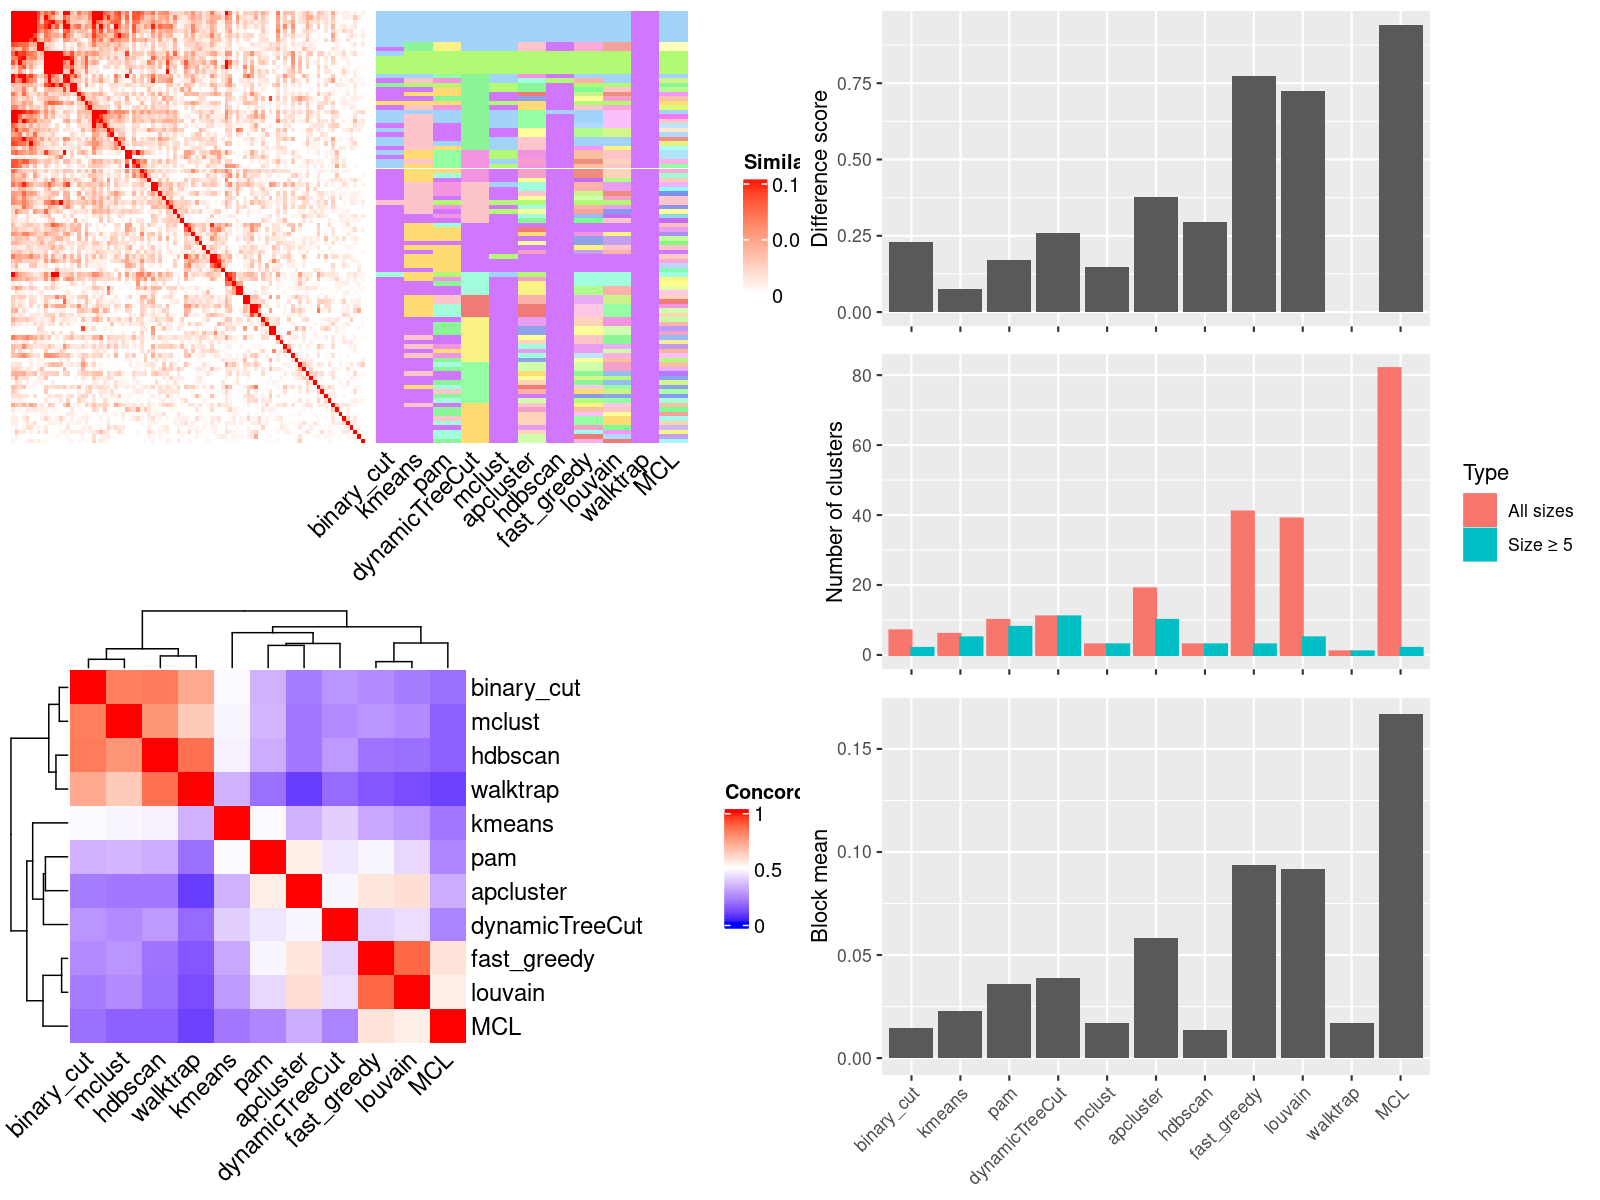 binary_cut
kmeans
pam
dynamicTreeCut
mclust
apcluster
hdbscan
fast_greedy
louvain
walktrap
MCL
Simila
0.1
0.0
0
binary_cut
mclust
hdbscan
walktrap
kmeans
pam
apcluster
dynamicTreeCut
fast_greedy
louvain
MCL
binary_cut
mclust
hdbscan
walktrap
kmeans
pam
apcluster
dynamicTreeCut
fast_greedy
louvain
MCL
Concord
1
0.5
0
Difference score
0.75
0.50
0.25
0.00
Number of clusters
80
60
40
20
0
Type
All sizes
Size ≥ 5
Block mean
0.15
0.10
0.05
0.00
binary_cut
kmeans
pam
dynamicTreeCut
mclust
apcluster
hdbscan
fast_greedy
louvain
walktrap
MCL